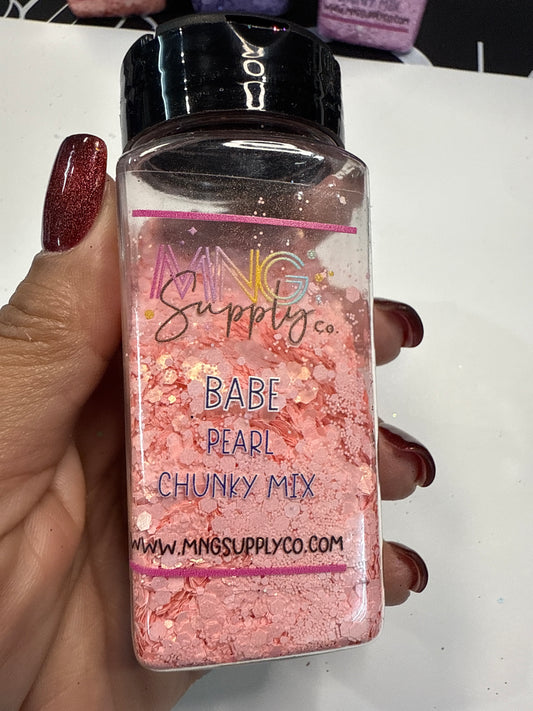 MNG
Supply Co.
BABE
PEARL
CHUNKY MIX
WWW.MNGSUPPLYCO.COM